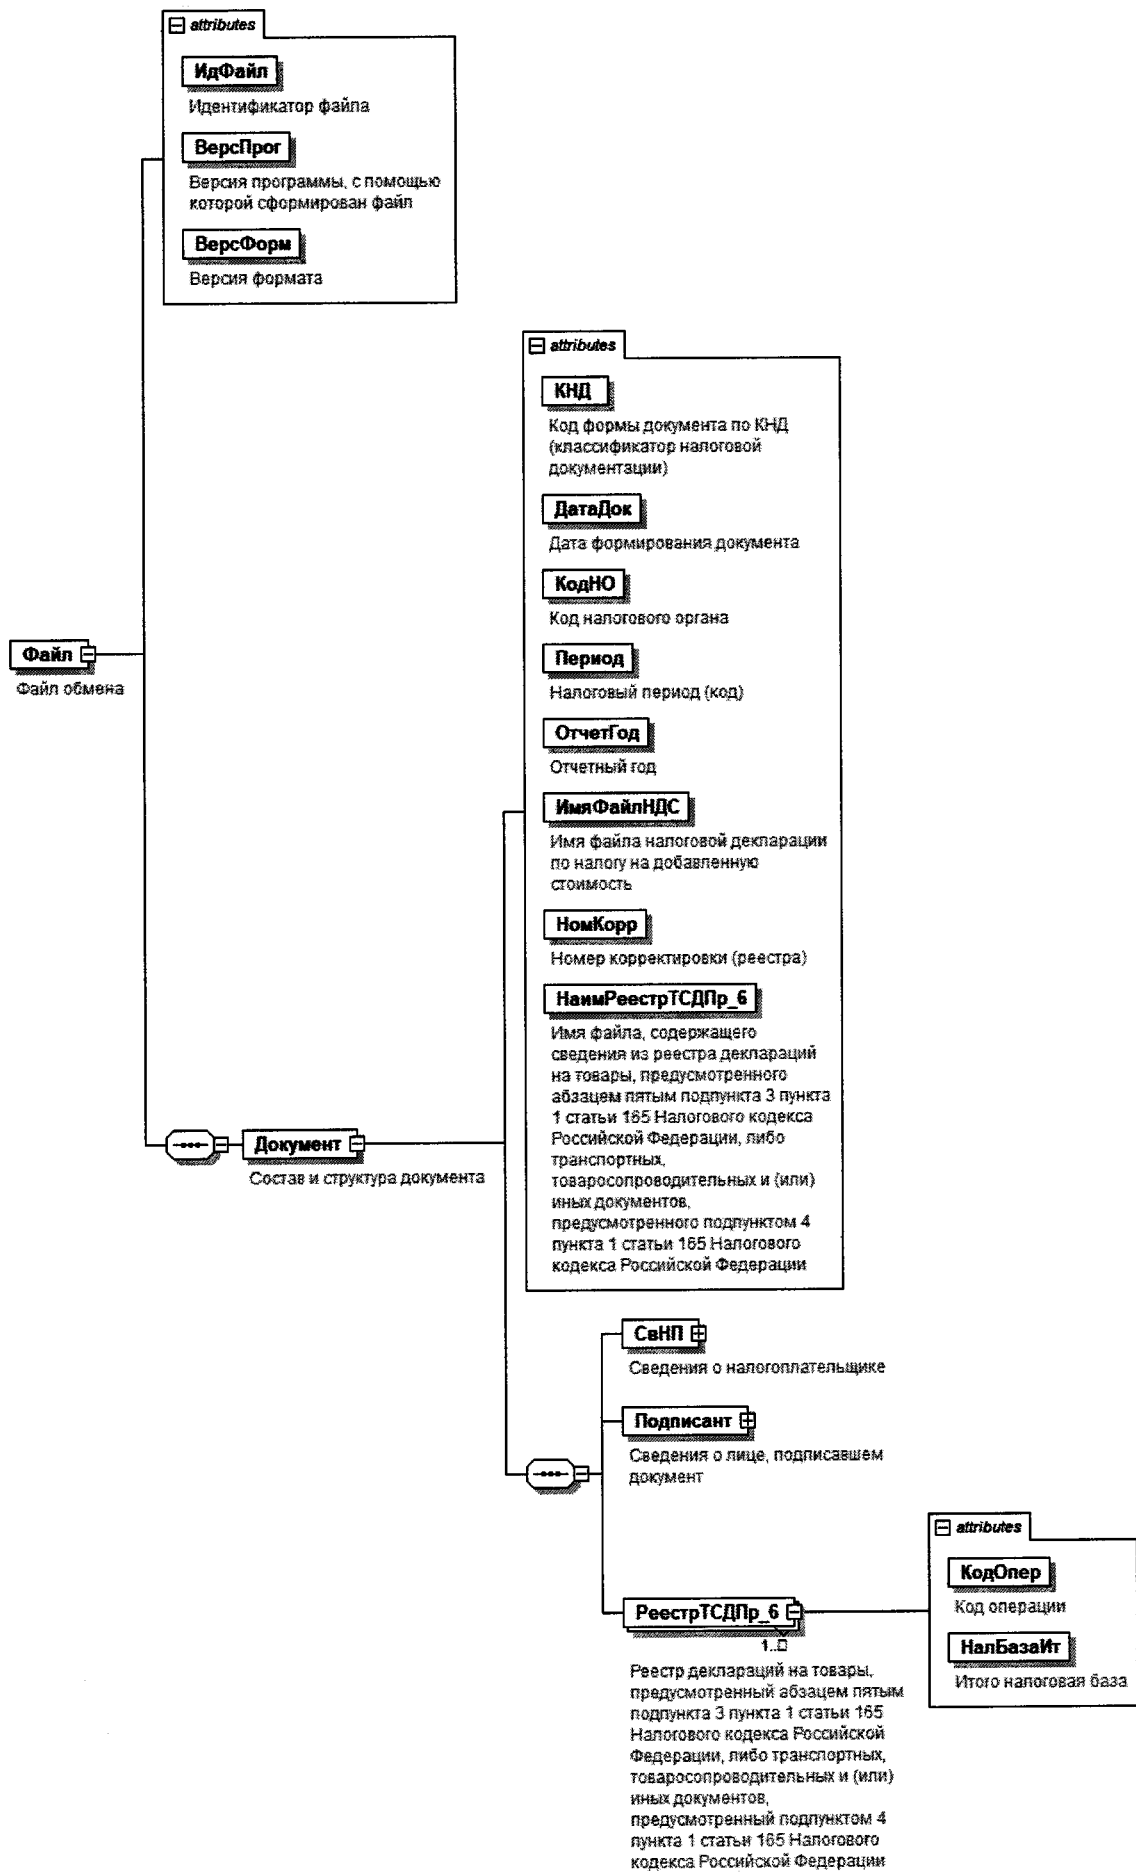 attributes
ИдФайл
Идентификатор файла
ВерсПрог
Версия программы, с помощью
которой сформирован файл
ВерсФорм
Версия формата
Файл
Файл обмена
attributes
КНД
Код формы документа по КНД
(классификатор налоговой
документации)
ДатаДок
Дата формирования документа
КодНО
Код налогового органа
Период
Налоговый период (код)
ОтчетГод
Отчетный год
ИмяФайлНДС
Имя файла налоговой декларации
по налогу на добавленную
стоимость
НомКорр
Номер корректировки (реестра)
НаимРеестрТСДПр_6
Имя файла, содержащего
сведения из реестра деклараций
на товары, предусмотренного
абзацем пятым подпункта 3 пункта
1 статьи 165 Налогового кодекса
Российской Федерации, либо
транспортных,
товаросопроводительных и (или)
иных документов,
предусмотренного подпунктом 4
пункта 1 статьи 165 Налогового
кодекса Российской Федерации
Документ
Состав и структура документа
СвНП
Сведения о налогоплательщике
Подписант
Сведения о лице, подписавшем
документ
РеестрТСДПр_6
1..
Реестр деклараций на товары,
предусмотренный абзацем пятым
подпункта 3 пункта 1 статьи 165
Налогового кодекса Российской
Федерации, либо транспортных,
товаросопроводительных и (или)
иных документов,
предусмотренный подпунктом 4
пункта 1 статьи 165 Налогового
кодекса Российской Федерации
attributes
КодОпер
Код операции
НалБазаИт
Итого налоговая база